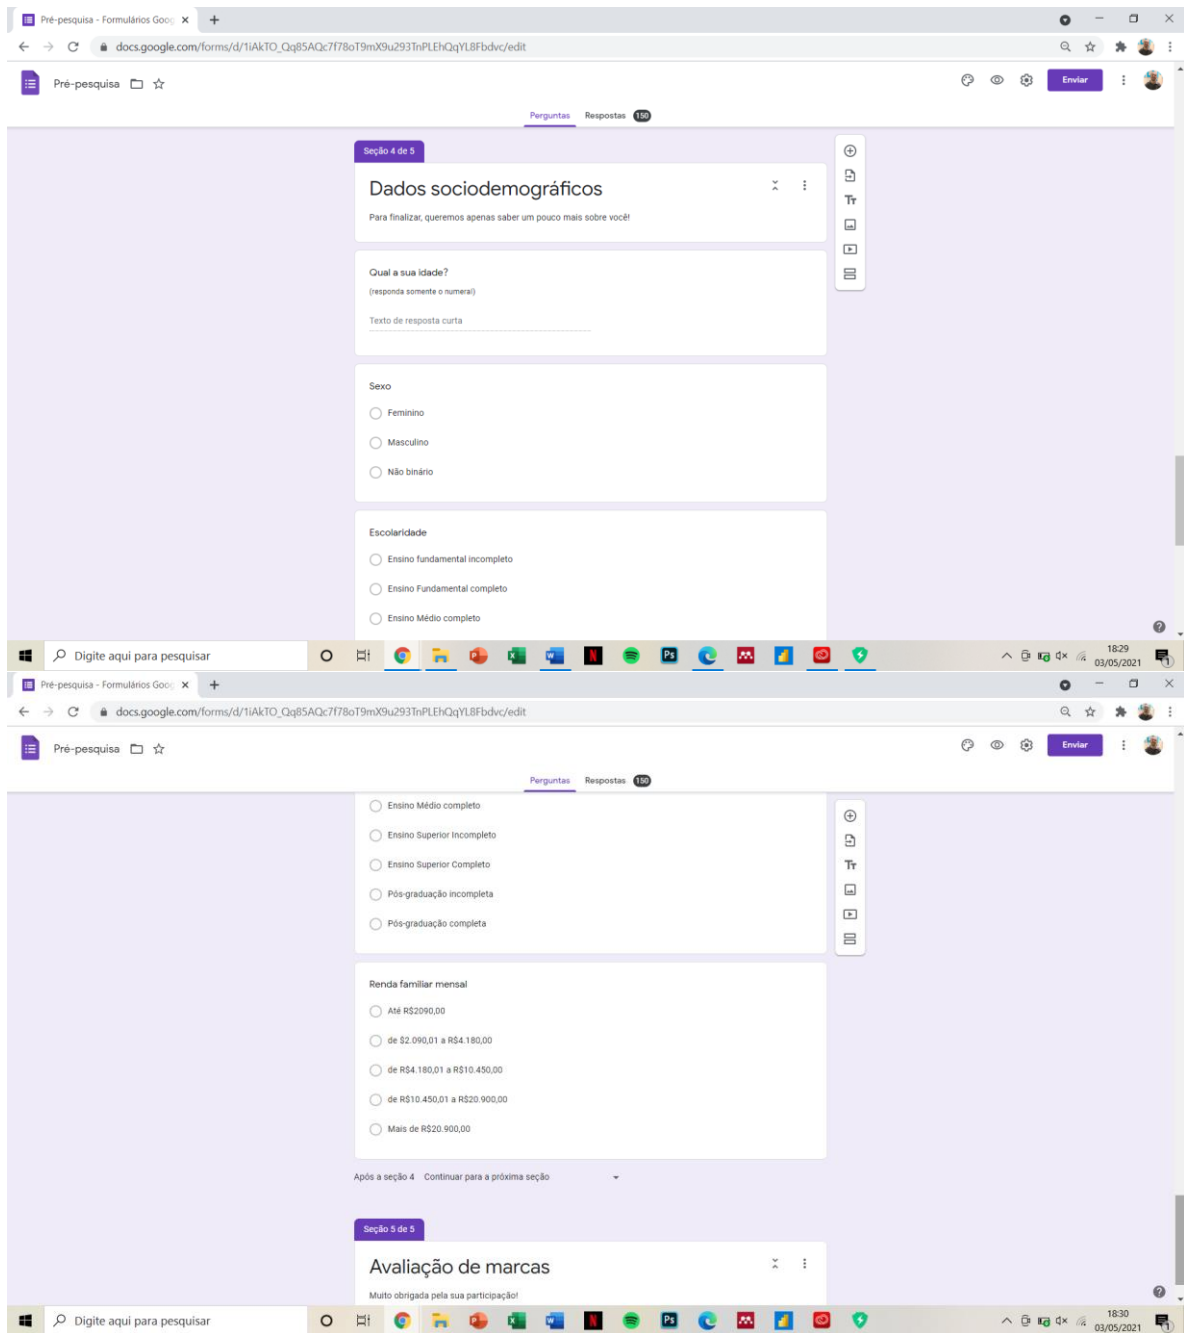 Pré-pesquisa - Formulários Goo
docs.google.com/forms/d/1iAkTO_Qq85AQc7f78oT9mX9u293TnPLEhQqYL8Fbdvc/edit
Pré-pesquisa
Enviar
Perguntas Respostas 150
Seção 4 de 5
Dados sociodemográficos
Para finalizar, queremos apenas saber um pouco mais sobre você!
Qual a sua idade?
(responda somente o numeral)
Texto de resposta curta
Sexo
Feminino
Masculino
Não binário
Escolaridade
Ensino fundamental incompleto
Ensino Fundamental completo
Ensino Médio completo
Digite aqui para pesquisar
18:29
03/05/2021
Pré-pesquisa - Formulários Goo
docs.google.com/forms/d/1iAkTO_Qq85AQc7f78oT9mX9u293TnPLEhQqYL8Fbdvc/edit
Pré-pesquisa
Enviar
Perguntas Respostas 150
Ensino Médio completo
Ensino Superior Incompleto
Ensino Superior Completo
Pós-graduação incompleta
Pós-graduação completa
Renda familiar mensal
Até R$2090,00
de $2.090,01 a R$4.180,00
de R$4.180,01 a R$10.450,00
de R$10.450,01 a R$20.900,00
Mais de R$20.900,00
Após a seção 4 Continuar para a próxima seção
Seção 5 de 5
Avaliação de marcas
Muito obrigada pela sua participação!
Digite aqui para pesquisar
18:30
03/05/2021